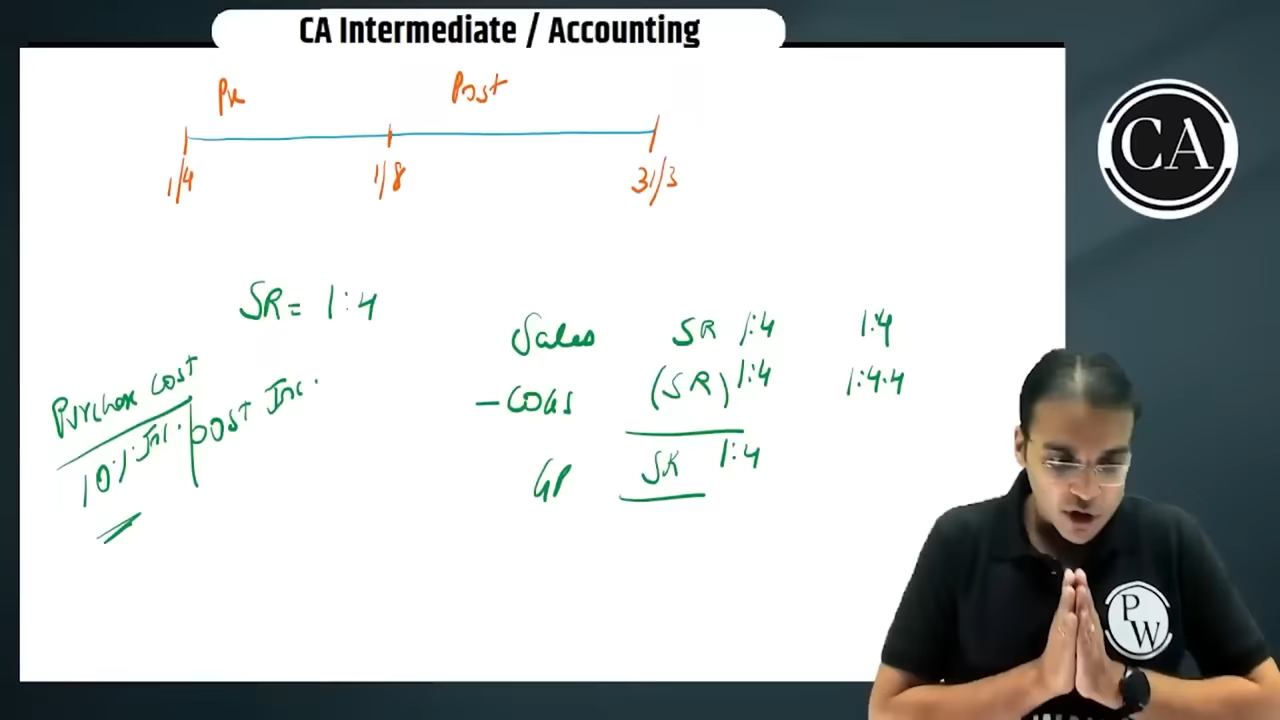 CA Intermediate / Accounting
CA
Pre Post
1/4 1/8 31/3
SR = 1:4
Sales SR 1:4 1:4
- COGS (SR) 1:4 1:4.4
GP SR 1:4
Purchase cost
10% Inc. post Inc.
P
W